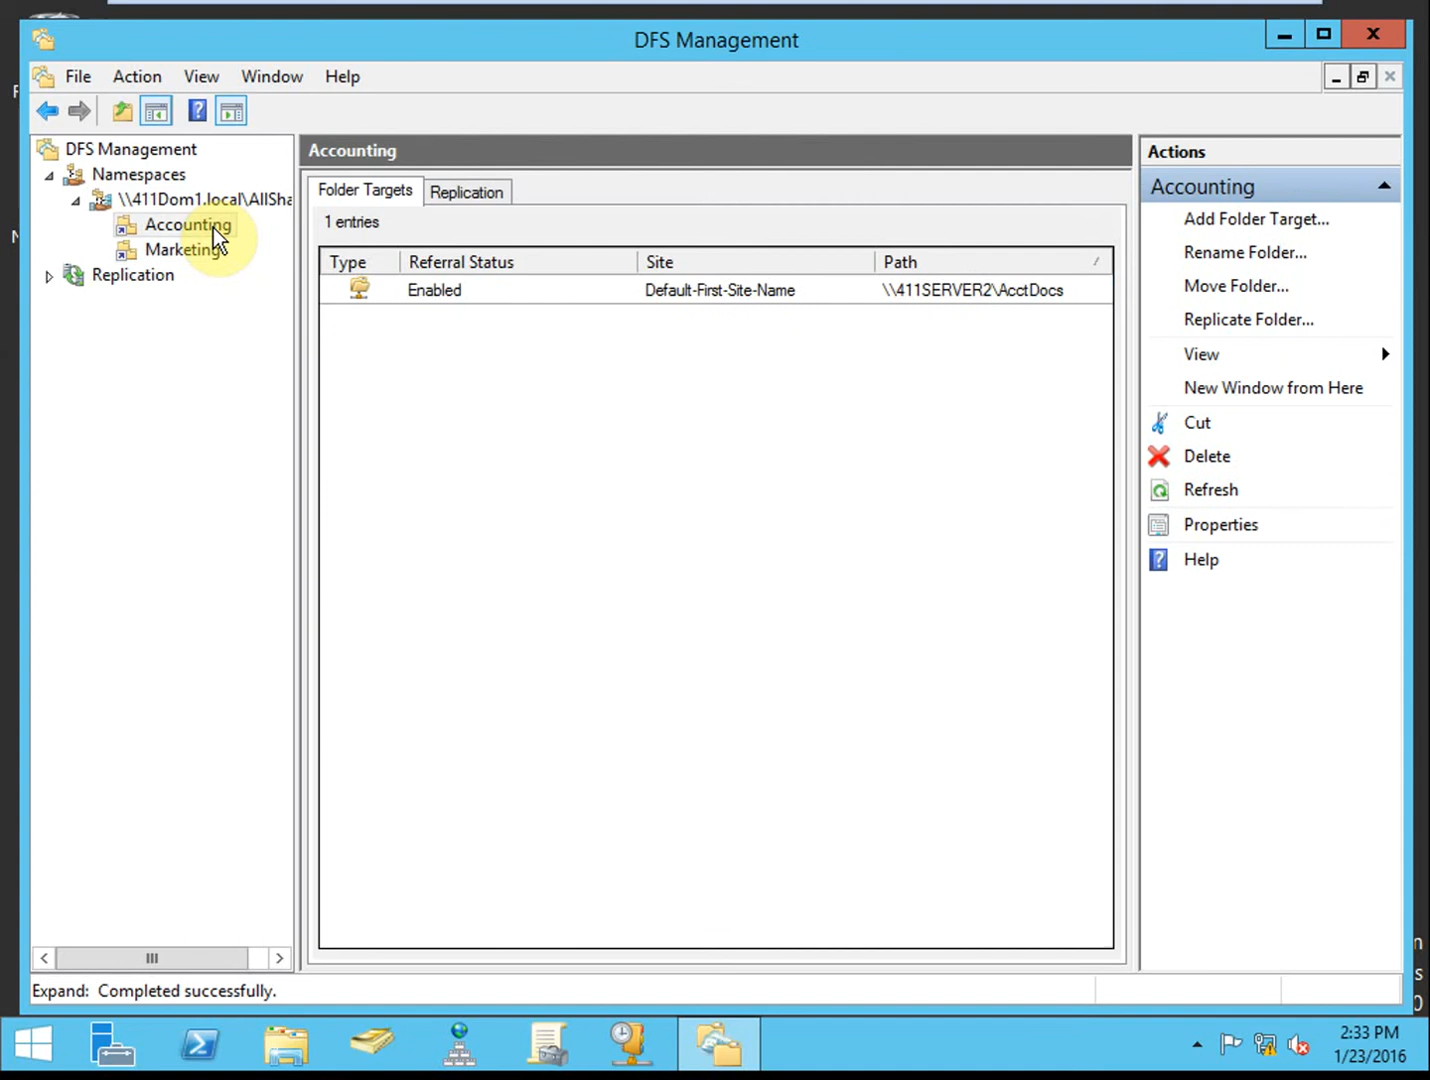 DFS Management
File Action View Window Help
DFS Management
Namespaces
\\411Dom1.local\AllSha
Accounting
Marketing
Replication
Accounting
Folder Targets Replication
1 entries
Type Referral Status Site Path
Enabled Default-First-Site-Name \\411SERVER2\AcctDocs
Actions
Accounting
Add Folder Target...
Rename Folder...
Move Folder...
Replicate Folder...
View
New Window from Here
Cut
Delete
Refresh
Properties
Help
Expand: Completed successfully.
2:33 PM
1/23/2016